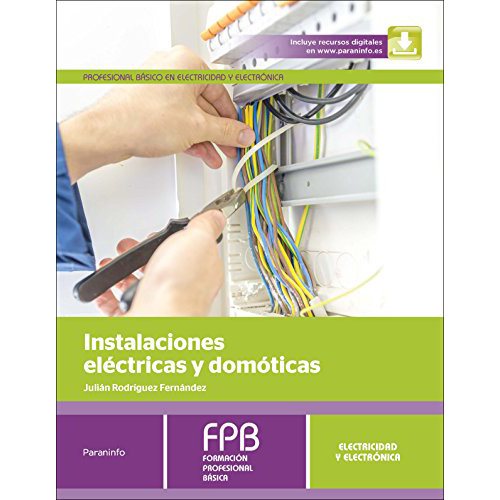 Incluye recursos digitales
en www.paraninfo.es
PROFESIONAL BÁSICO EN ELECTRICIDAD Y ELECTRÓNICA
Instalaciones
eléctricas y domóticas
Julián Rodríguez Fernández
Paraninfo
FPB
FORMACIÓN
PROFESIONAL
BÁSICA
ELECTRICIDAD
Y ELECTRÓNICA